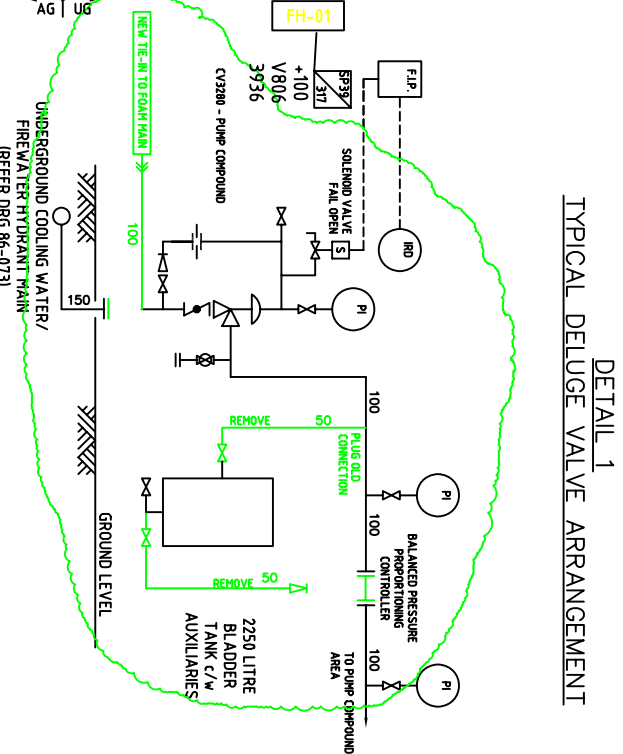 DETAIL 1
TYPICAL DELUGE VALVE ARRANGEMENT
AG | UG
FH-01
SP39
317
+100
V806
3936
F.I.P.
IRD
NEW TIE-IN TO FOAM MAIN
CV3280 - PUMP COMPOUND
SOLENOID VALVE
FAIL OPEN
S
PI
100
150
UNDERGROUND COOLING WATER/
FIREWATER HYDRANT MAIN
(REFER DRG 86-073)
100
REMOVE 50
PLUG OLD
CONNECTION
PI
100
BALANCED PRESSURE
PROPORTIONING
CONTROLLER
REMOVE 50
GROUND LEVEL
2250 LITRE
BLADDER
TANK c/w
AUXILIARIES
100
PI
TO PUMP COMPOUND
AREA